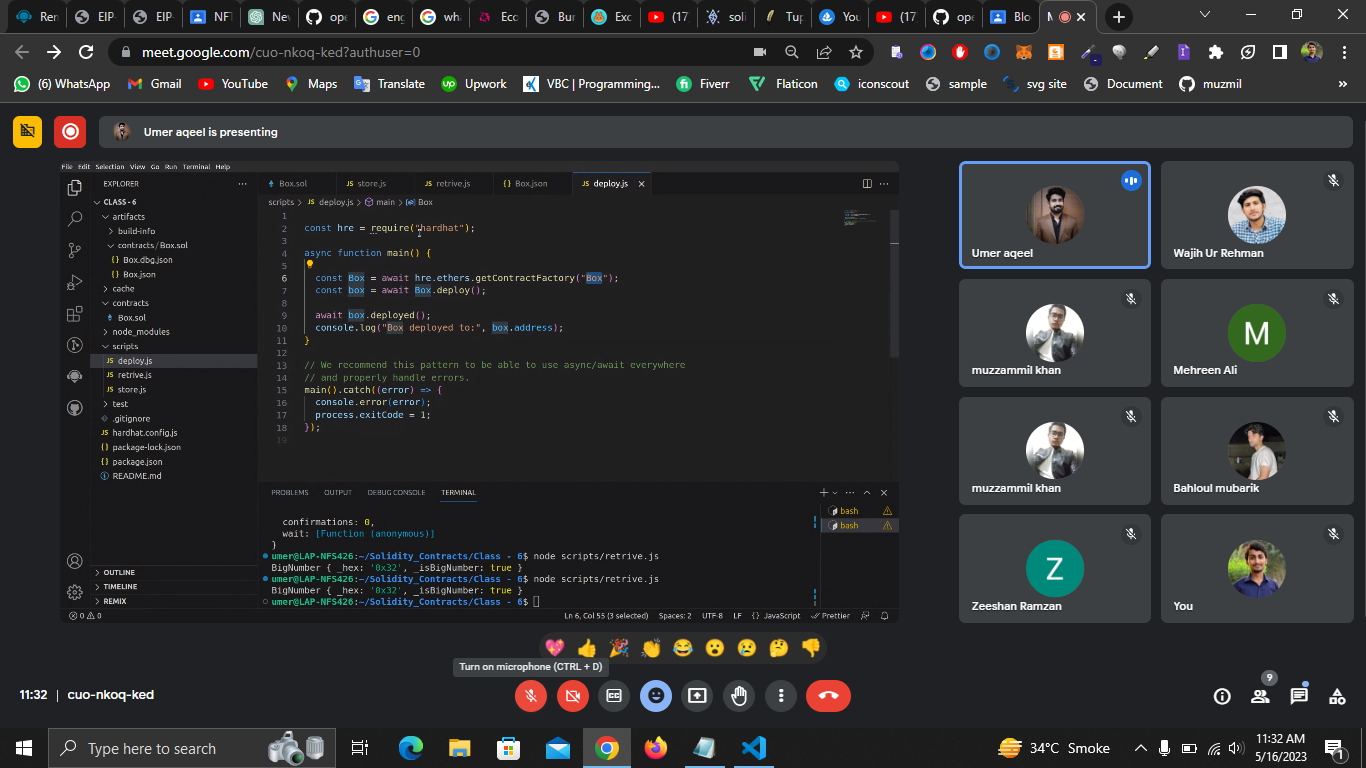 Ren
EIP-
EIP-
NFT
Nev
ope
eng
wha
Eco
Bur
Exc
(17
soli
Tup
You
(17
ope
Blo
M
meet.google.com/cuo-nkoq-ked?authuser=0
(6) WhatsApp
Gmail
YouTube
Maps
Translate
Upwork
VBC | Programming...
Fiverr
Flaticon
iconscout
sample
svg site
Document
muzmil
»
Umer aqeel is presenting
File Edit Selection View Go Run Terminal Help
EXPLORER
CLASS - 6
artifacts
build-info
contracts/Box.sol
Box.dbg.json
Box.json
cache
contracts
Box.sol
node_modules
scripts
deploy.js
retrive.js
store.js
test
.gitignore
hardhat.config.js
package-lock.json
package.json
README.md
OUTLINE
TIMELINE
REMIX
Box.sol
JS store.js
JS retrive.js
{} Box.json
JS deploy.js
scripts > JS deploy.js > main > Box
1
2 const hre = require("hardhat");
3
4 async function main() {
5
6 const Box = await hre.ethers.getContractFactory("Box");
7 const box = await Box.deploy();
8
9 await box.deployed();
10 console.log("Box deployed to:", box.address);
11 }
12
13 // We recommend this pattern to be able to use async/await everywhere
14 // and properly handle errors.
15 main().catch((error) => {
16 console.error(error);
17 process.exitCode = 1;
18 });
19
PROBLEMS OUTPUT DEBUG CONSOLE TERMINAL
bash
bash
confirmations: 0,
wait: [Function (anonymous)]
}
umer@LAP-NFS426:~/Solidity_Contracts/Class - 6$ node scripts/retrive.js
BigNumber { _hex: '0x32', _isBigNumber: true }
umer@LAP-NFS426:~/Solidity_Contracts/Class - 6$ node scripts/retrive.js
BigNumber { _hex: '0x32', _isBigNumber: true }
umer@LAP-NFS426:~/Solidity_Contracts/Class - 6$
0 0
Ln 6, Col 55 (3 selected) Spaces: 2 UTF-8 LF {} JavaScript Prettier
Umer aqeel
Wajih Ur Rehman
muzzammil khan
M
Mehreen Ali
muzzammil khan
Bahloul mubarik
Z
Zeeshan Ramzan
You
Turn on microphone (CTRL + D)
11:32 | cuo-nkoq-ked
9
Type here to search
34°C Smoke
11:32 AM
5/16/2023
1